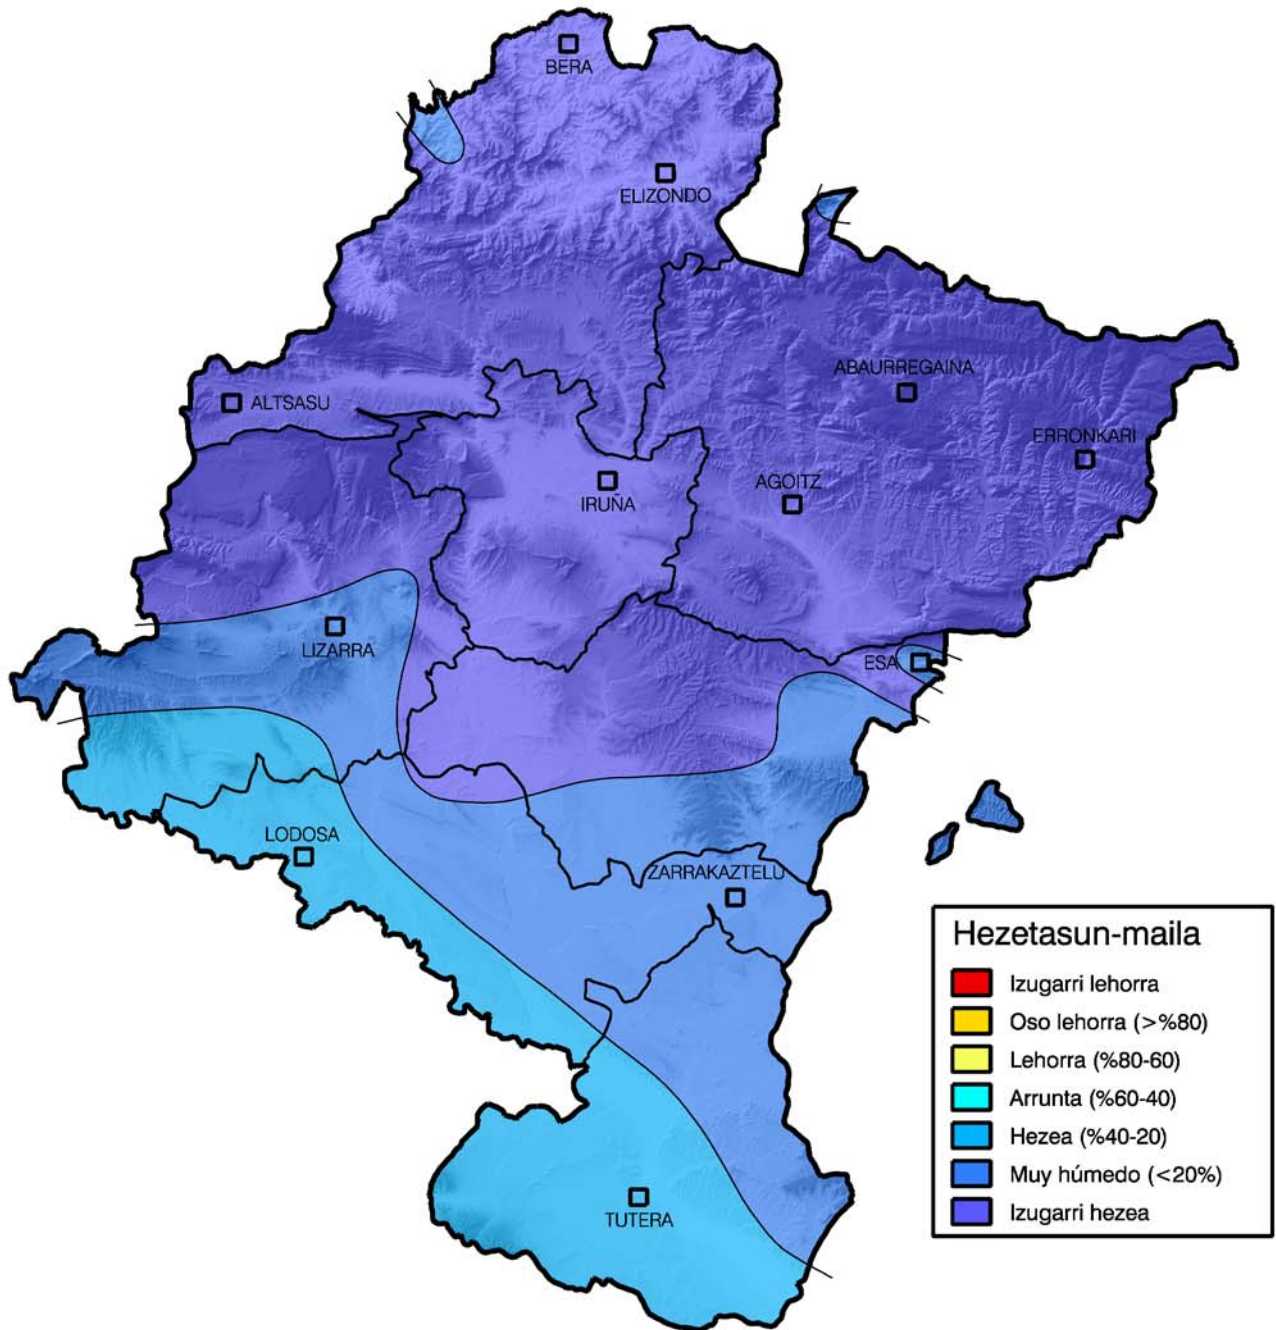 BERA
ELIZONDO
ABAURREGAINA
ALTSASU
ERRONKARI
AGOITZ
IRUÑA
LIZARRA
ESA
LODOSA
ZARRAKAZTELU
TUTERA
Hezetasun-maila
Izugarri lehorra
Oso lehorra (>%80)
Lehorra (%80-60)
Arrunta (%60-40)
Hezea (%40-20)
Muy húmedo (<20%)
Izugarri hezea